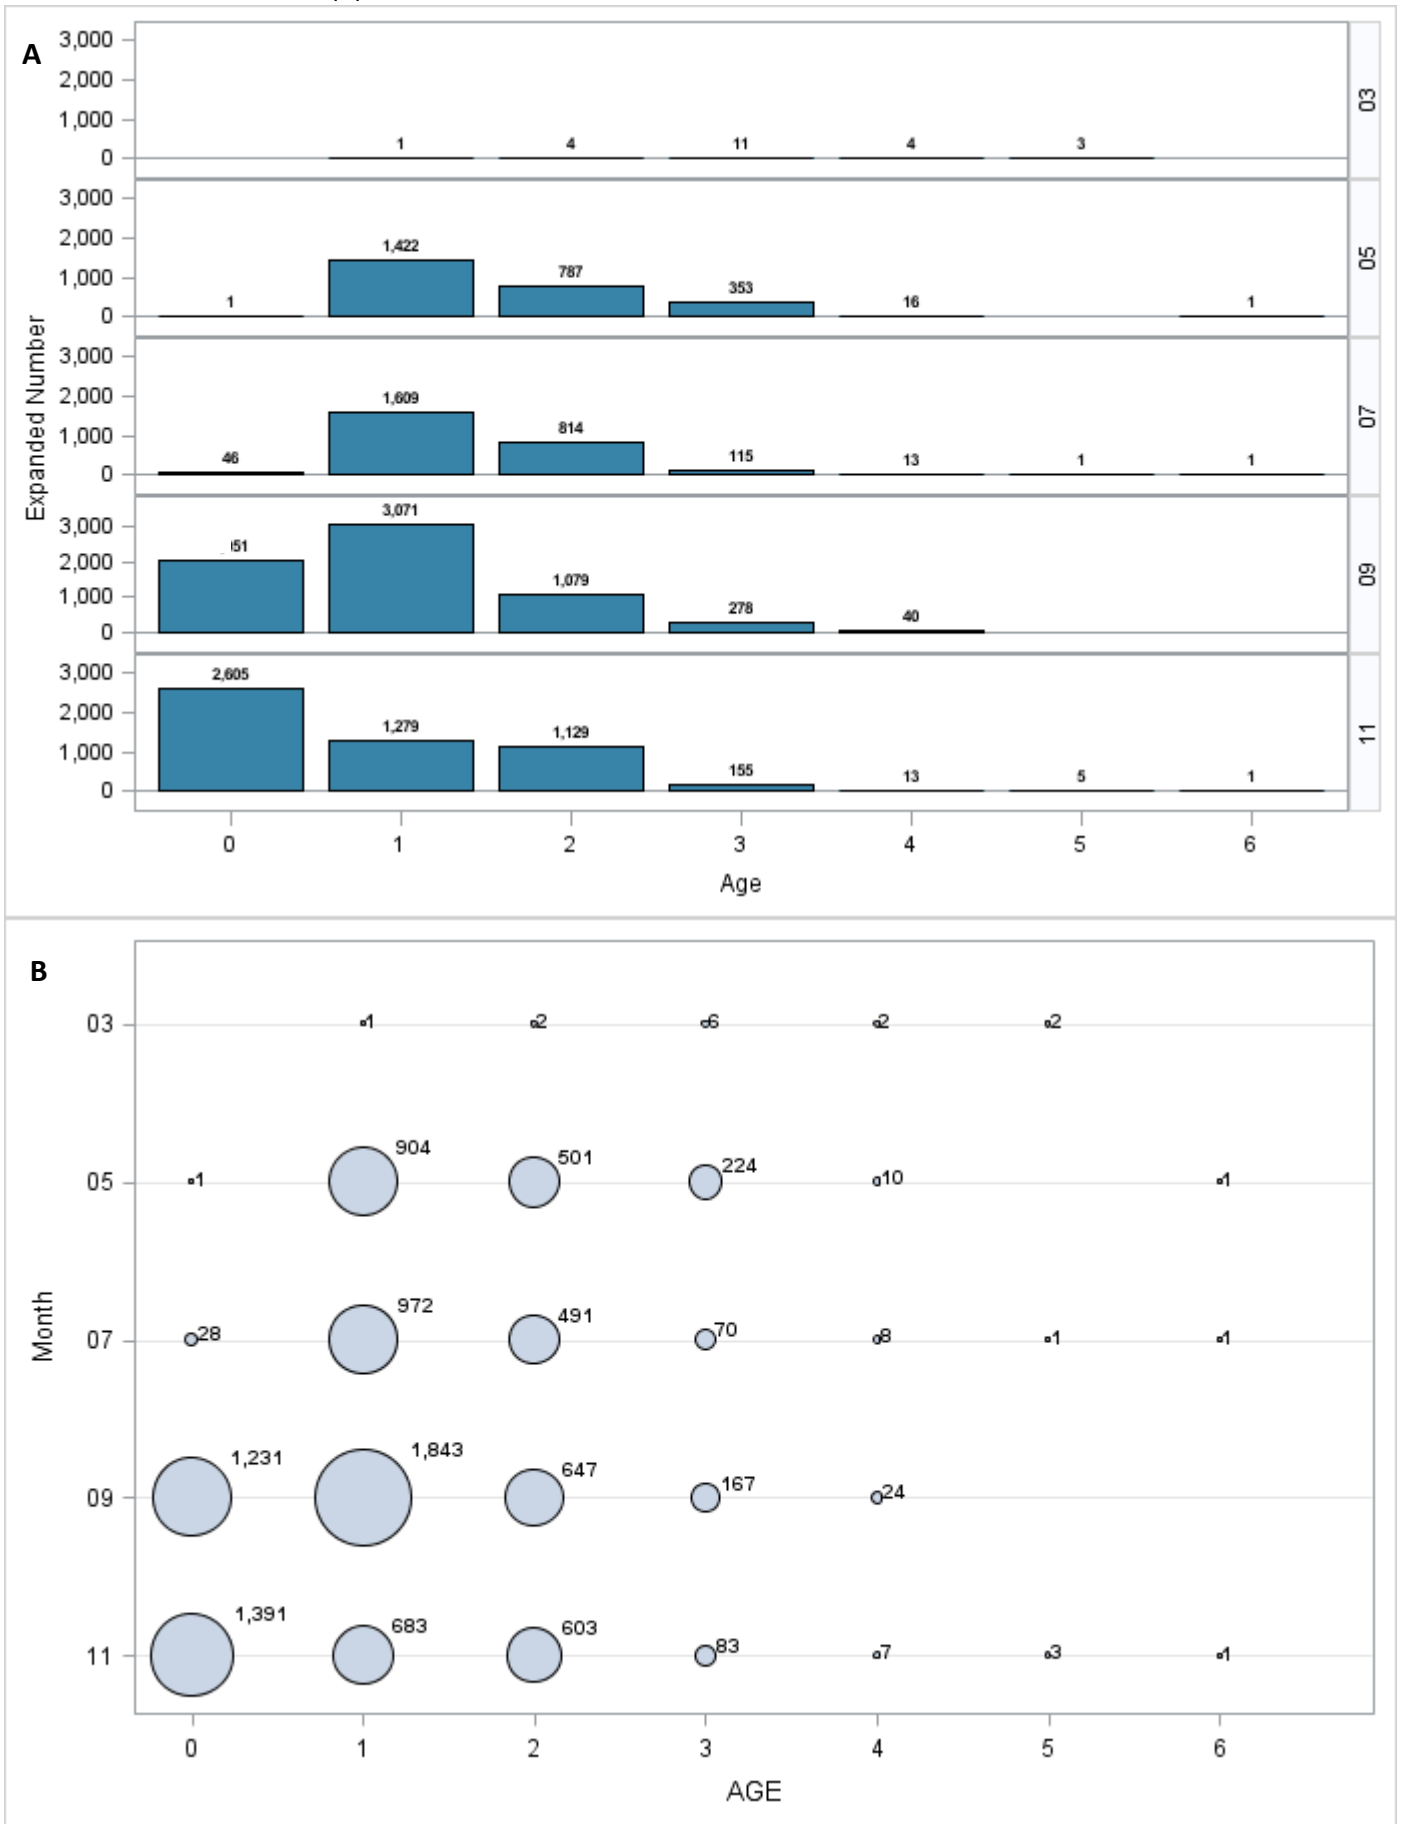 A
3,000
2,000
1,000
0
1 4 11 4 3
03
3,000
2,000
1,000
0
1 1,422 787 353 16 1
05
Expanded Number
3,000
2,000
1,000
0
46 1,609 814 115 13 1 1
07
3,000
2,000
1,000
0
51 3,071 1,079 278 40
09
3,000
2,000
1,000
0
2,605 1,279 1,129 155 13 5 1
11
0 1 2 3 4 5 6
Age
B
Month
03 1 2 6 2 2
05 1 904 501 224 10 1
07 28 972 491 70 8 1 1
09 1,231 1,843 647 167 24
11 1,391 683 603 83 7 3 1
0 1 2 3 4 5 6
AGE